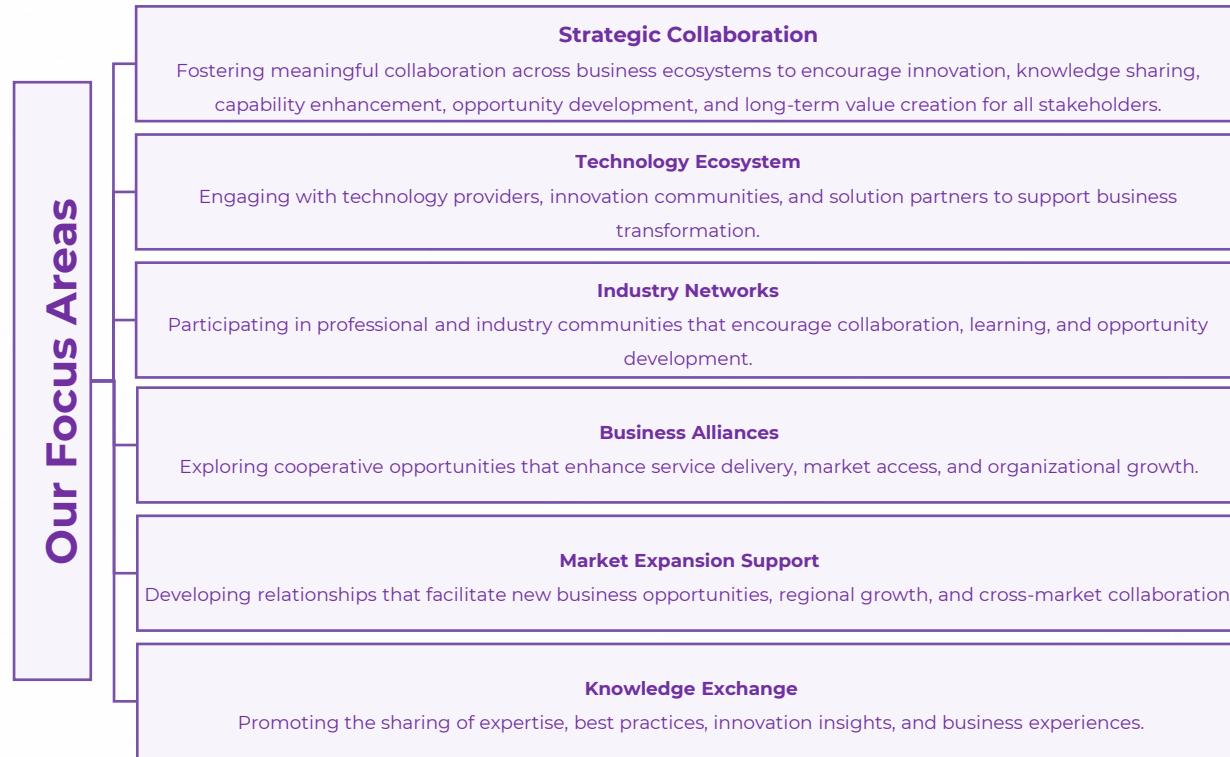 Our Focus Areas
Strategic Collaboration
Fostering meaningful collaboration across business ecosystems to encourage innovation, knowledge sharing,
capability enhancement, opportunity development, and long-term value creation for all stakeholders.
Technology Ecosystem
Engaging with technology providers, innovation communities, and solution partners to support business
transformation.
Industry Networks
Participating in professional and industry communities that encourage collaboration, learning, and opportunity
development.
Business Alliances
Exploring cooperative opportunities that enhance service delivery, market access, and organizational growth.
Market Expansion Support
Developing relationships that facilitate new business opportunities, regional growth, and cross-market collaboration
Knowledge Exchange
Promoting the sharing of expertise, best practices, innovation insights, and business experiences.